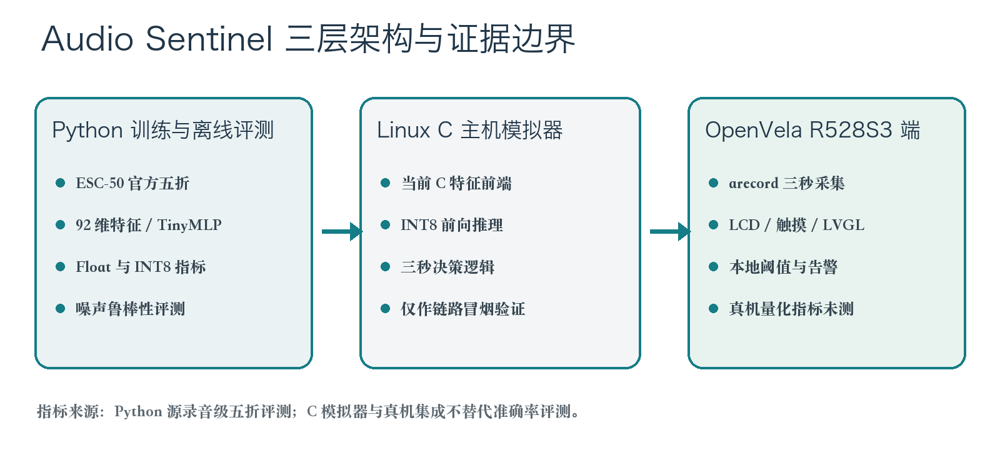 Audio Sentinel 三层架构与证据边界
Python 训练与离线评测
ESC-50 官方五折
92 维特征 / TinyMLP
Float 与 INT8 指标
噪声鲁棒性评测
Linux C 主机模拟器
当前 C 特征前端
INT8 前向推理
三秒决策逻辑
仅作链路冒烟验证
OpenVela R528S3 端
arecord 三秒采集
LCD / 触摸 / LVGL
本地阈值与告警
真机量化指标未测
指标来源：Python 源录音级五折评测；C 模拟器与真机集成不替代准确率评测。